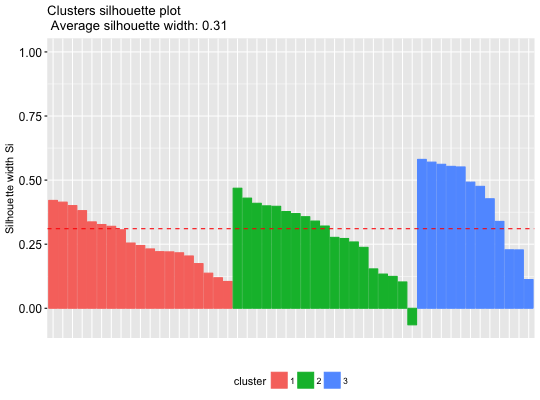 Clusters silhouette plot
Average silhouette width: 0.31
Silhouette width Si
1.00
0.75
0.50
0.25
0.00
cluster 1 2 3